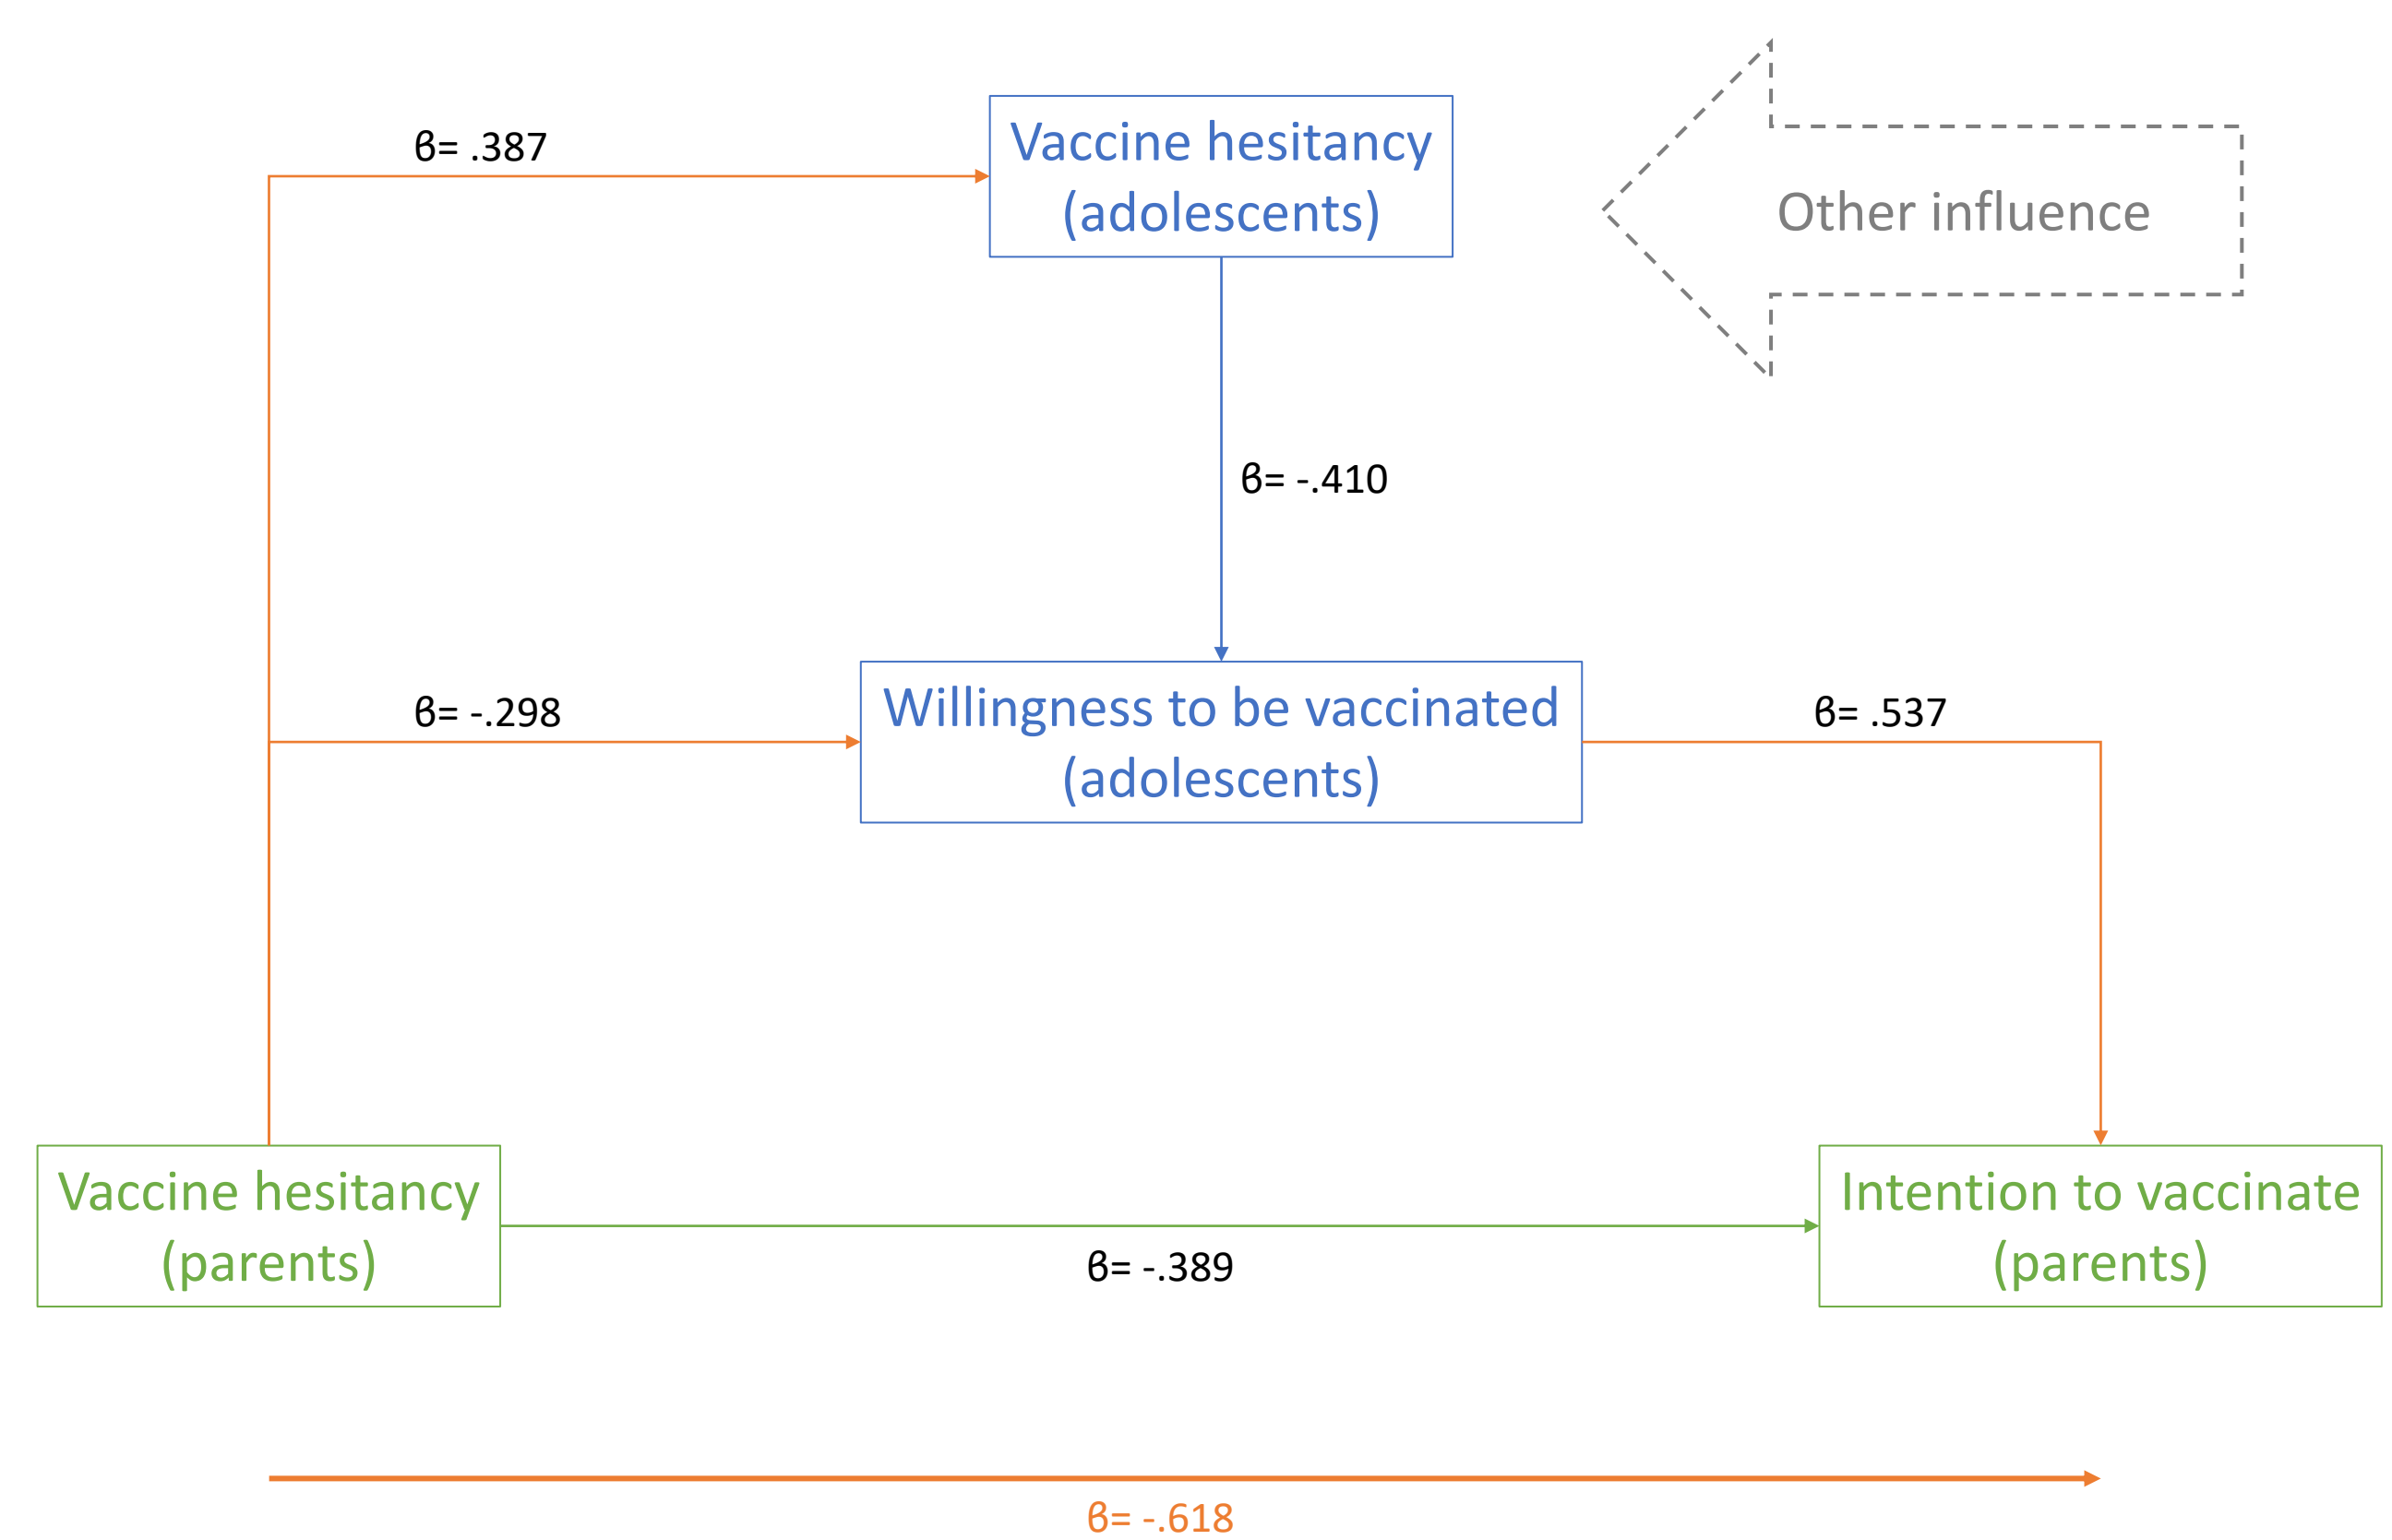 β= .387
Vaccine hesitancy
(adolescents)
Other influence
β= -.410
β= -.298
Willingness to be vaccinated
(adolescents)
β= .537
Vaccine hesitancy
(parents)
β= -.389
Intention to vaccinate
(parents)
β= -.618